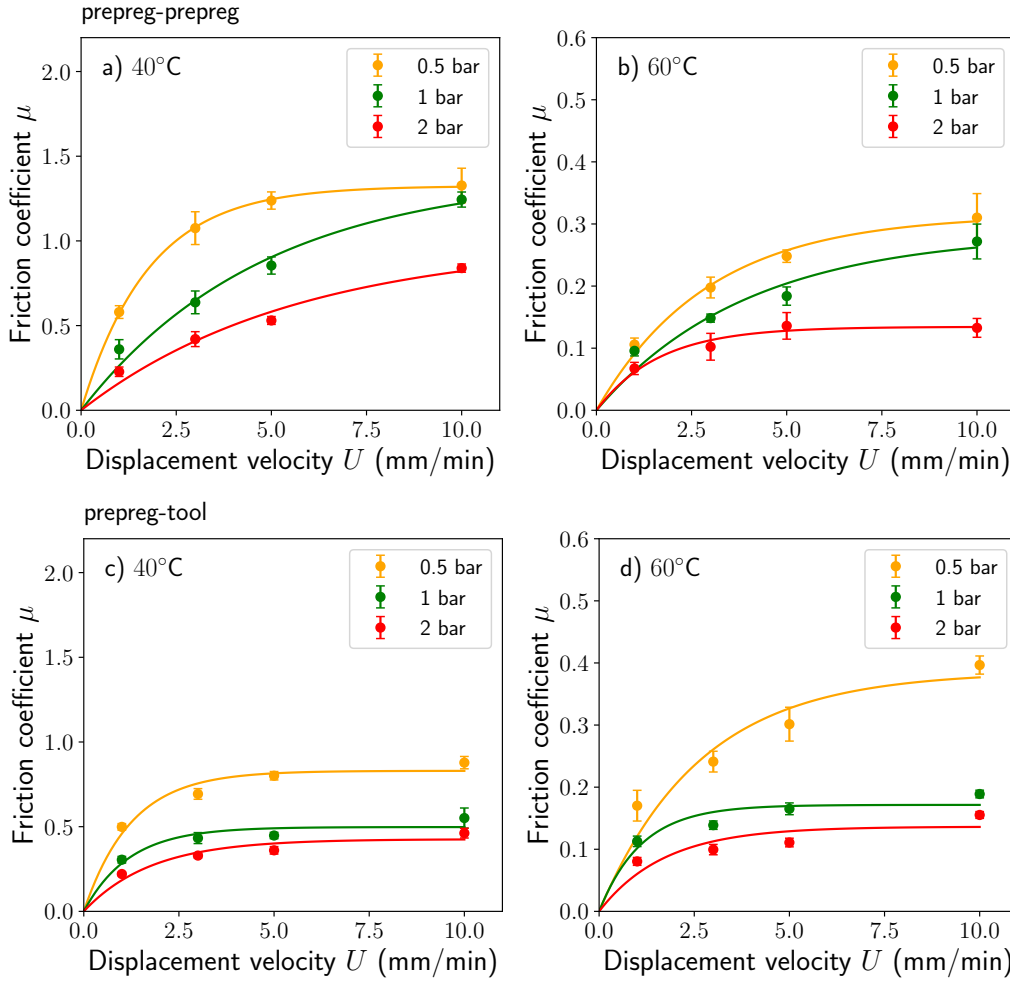 prepreg-prepreg
a) 40°C
0.5 bar
1 bar
2 bar
Friction coefficient μ
2.0
1.5
1.0
0.5
0.0
0.0 2.5 5.0 7.5 10.0
Displacement velocity U (mm/min)
b) 60°C
0.5 bar
1 bar
2 bar
Friction coefficient μ
0.6
0.5
0.4
0.3
0.2
0.1
0.0
0.0 2.5 5.0 7.5 10.0
Displacement velocity U (mm/min)
prepreg-tool
c) 40°C
0.5 bar
1 bar
2 bar
Friction coefficient μ
2.0
1.5
1.0
0.5
0.0
0.0 2.5 5.0 7.5 10.0
Displacement velocity U (mm/min)
d) 60°C
0.5 bar
1 bar
2 bar
Friction coefficient μ
0.6
0.5
0.4
0.3
0.2
0.1
0.0
0.0 2.5 5.0 7.5 10.0
Displacement velocity U (mm/min)